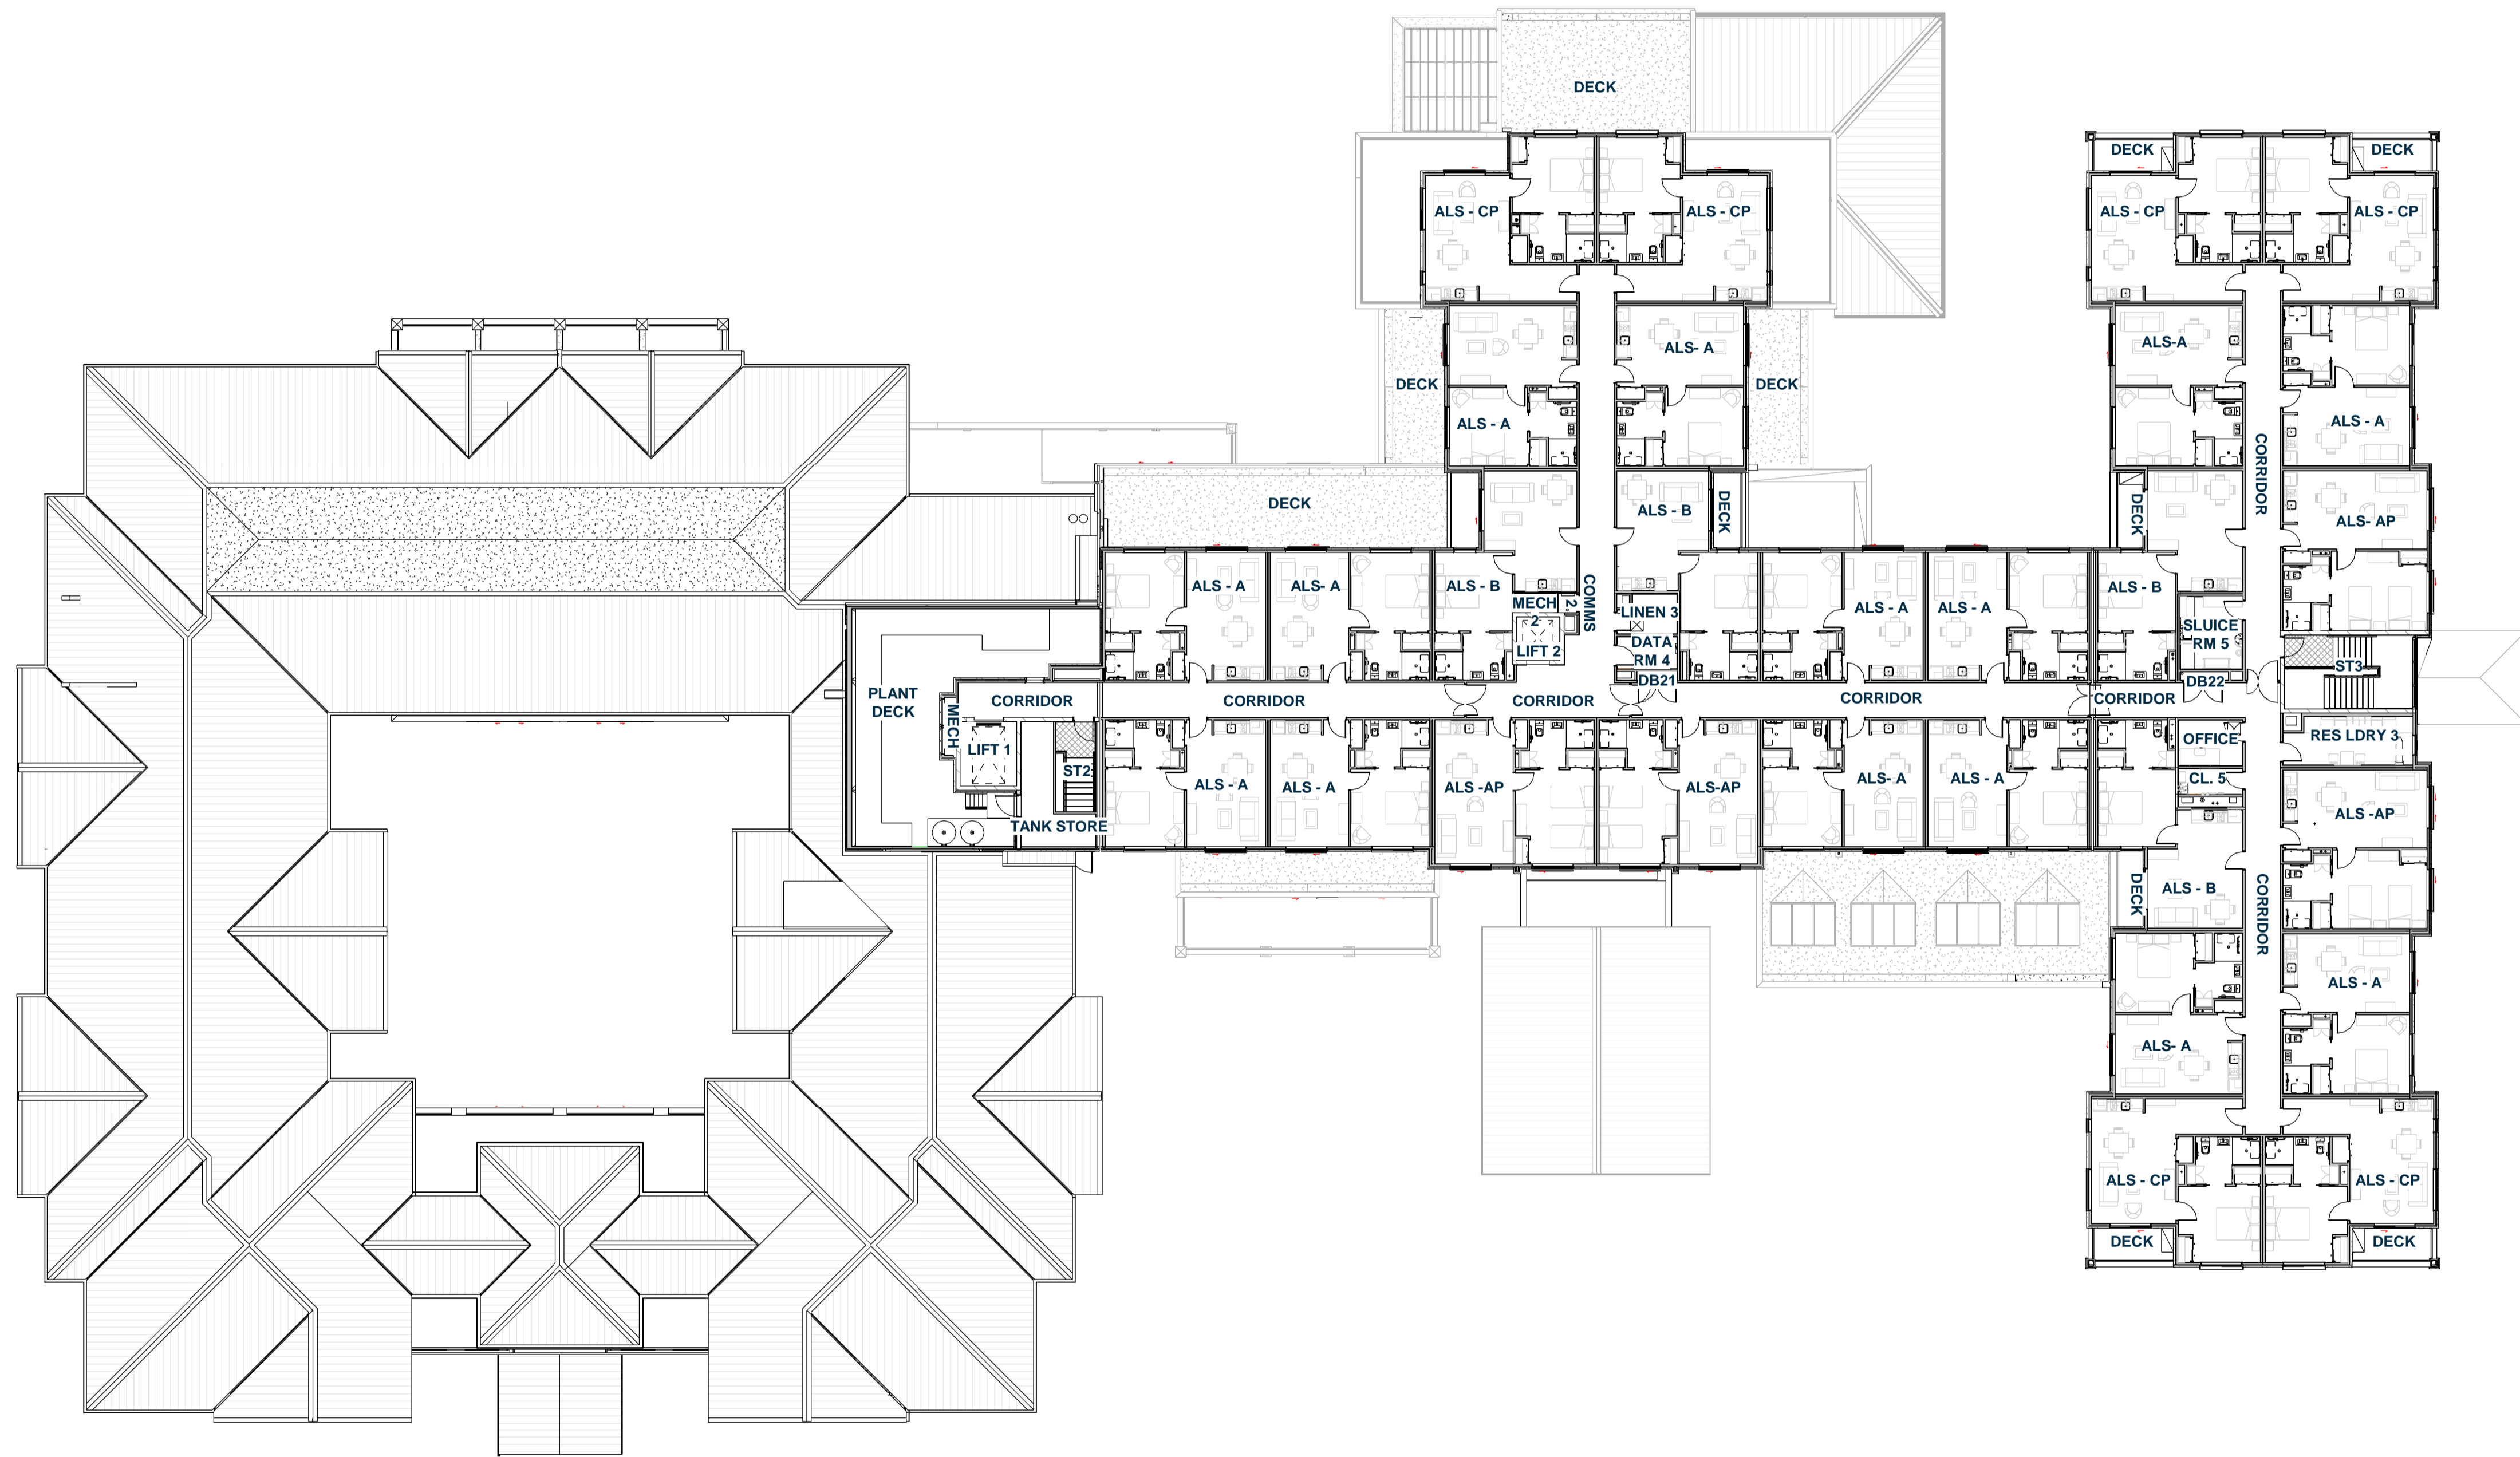 DECK
DECK
DECK
ALS - CP
ALS - CP
ALS - CP
ALS - CP
ALS- A
ALS-A
DECK
DECK
ALS - A
ALS - A
CORRIDOR
DECK
ALS - B
DECK
DECK
ALS- AP
ALS - A
ALS- A
ALS - B
COMMS
2.
MECH
2
LIFT 2
LINEN 3
DATA
RM 4
DB21
ALS - A
ALS - A
ALS - B
SLUICE
RM 5
ST3
DB22
PLANT
DECK
MECH
CORRIDOR
CORRIDOR
CORRIDOR
CORRIDOR
CORRIDOR
LIFT 1
ST2
TANK STORE
OFFICE
RES LDRY 3
CL. 5
ALS - A
ALS - A
ALS -AP
ALS-AP
ALS- A
ALS - A
ALS -AP
DECK
ALS - B
CORRIDOR
ALS - A
ALS- A
ALS - CP
ALS - CP
DECK
DECK